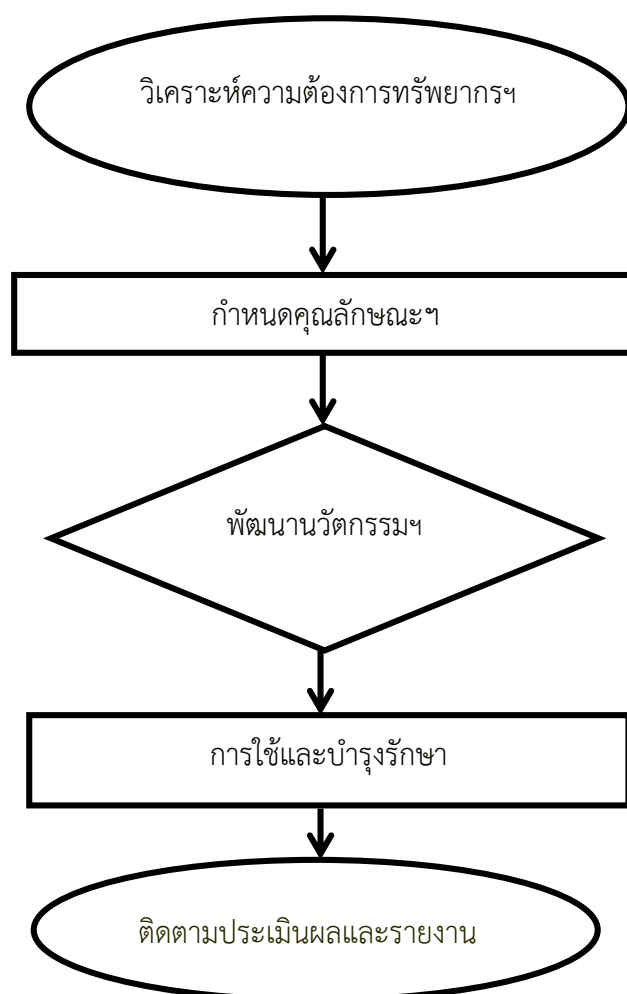 วิเคราะห์ความต้องการทรัพยากรฯ
กำหนดคุณลักษณะฯ
พัฒนานวัตกรรมฯ
การใช้และบำรุงรักษา
ติดตามประเมินผลและรายงาน